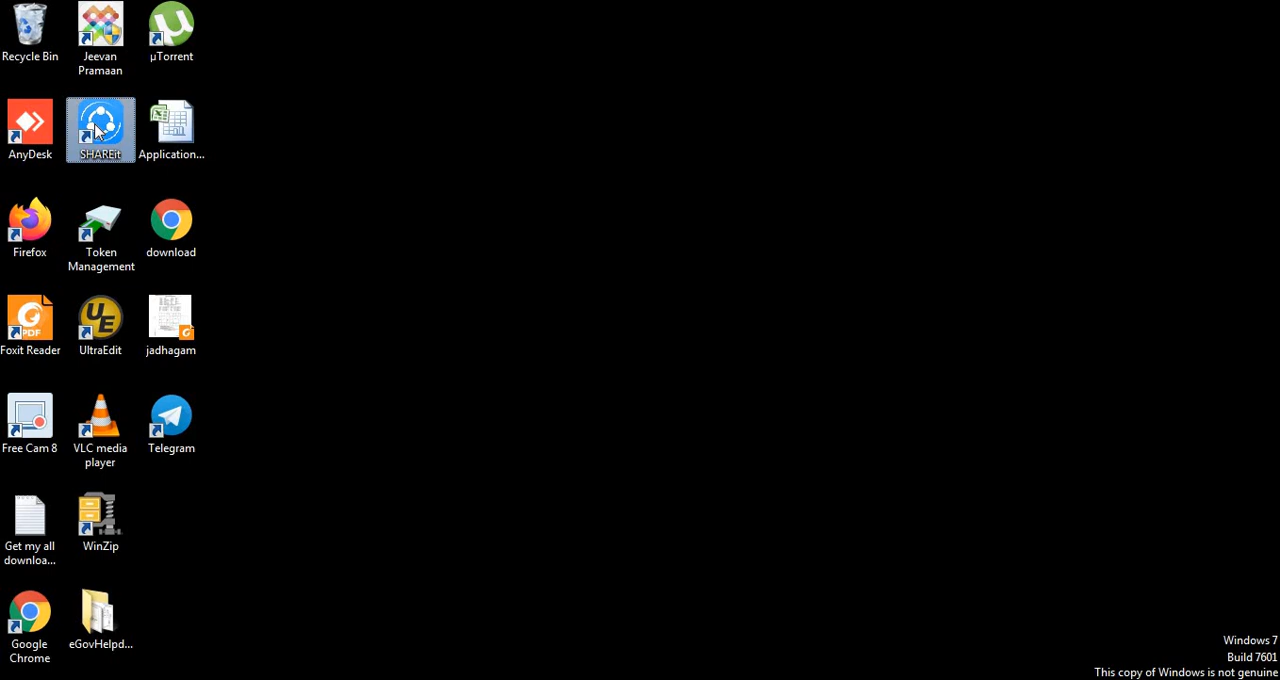 Recycle Bin
Jeevan
Pramaan
µTorrent
AnyDesk
SHAREit
Application...
Firefox
Token
Management
download
PDF
Foxit Reader
UE
UltraEdit
jadhagam
Free Cam 8
VLC media
player
Telegram
Get my all
downloa...
WinZip
Google
Chrome
eGovHelpd...
Windows 7
Build 7601
This copy of Windows is not genuine